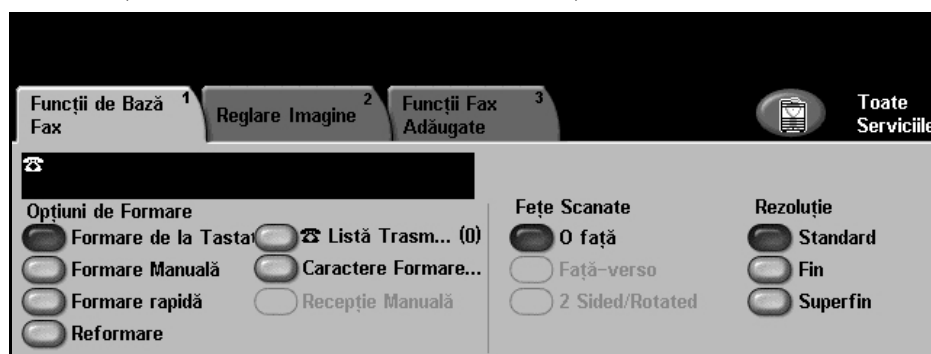 Funcții de Bază 1
Fax
Reglare Imagine 2
Funcții Fax 3
Adăugate
Toate
Serviciile
Opțiuni de Formare
Formare de la Tastat
Formare Manuală
Formare rapidă
Reformare
Listă Trasm... (0)
Caractere Formare...
Recepție Manuală
Fețe Scanate
O față
Față-verso
2 Sided/Rotated
Rezoluție
Standard
Fin
Superfin